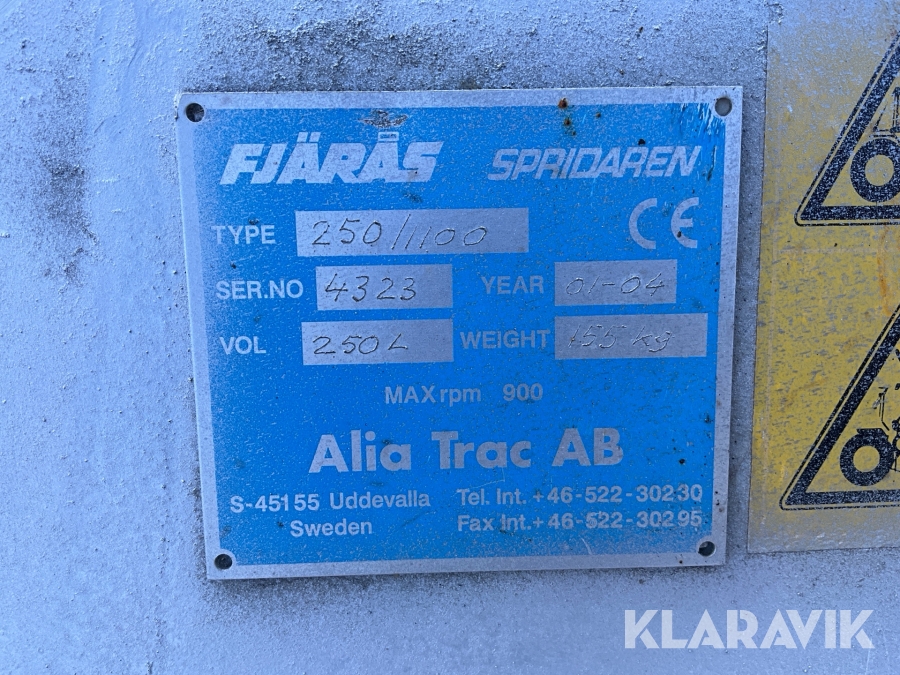 FJÄRÅS SPRIDAREN
TYPE 250/1100 CE
SER.NO 4323 YEAR 01-04
VOL 250L WEIGHT 155 kg
MAX rpm 900
Alia Trac AB
S-451 55 Uddevalla Tel. Int. +46-522-30230
Sweden Fax Int. +46-522-30295
KLARAVIK